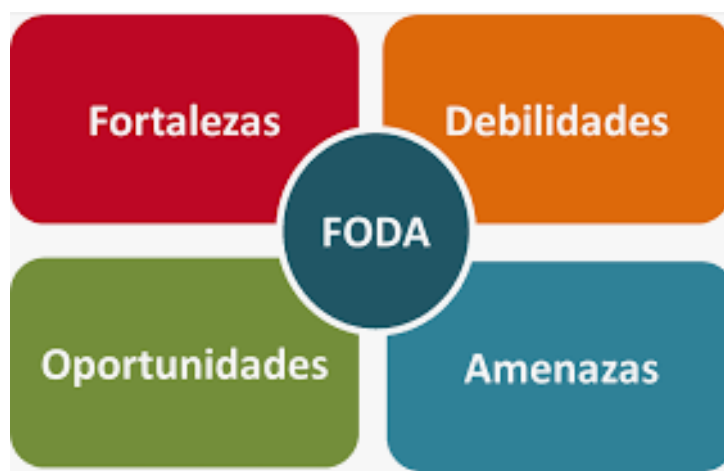 Fortalezas
Debilidades
FODA
Oportunidades
Amenazas